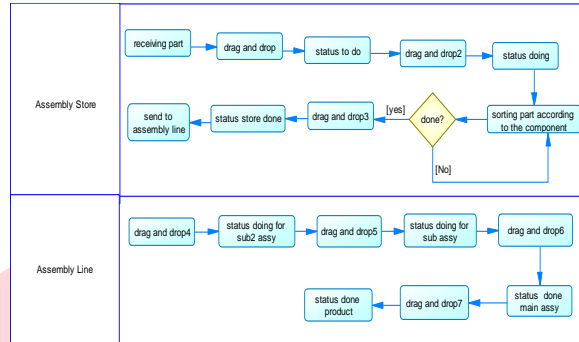 Assembly Store
receiving part
drag and drop
status to do
drag and drop2
status doing
sorting part according
to the component
done?
[yes]
[No]
drag and drop3
status store done
send to
assembly line
Assembly Line
drag and drop4
status doing for
sub2 assy
drag and drop5
status doing for
sub assy
drag and drop6
status  done
main assy
drag and drop7
status done
product